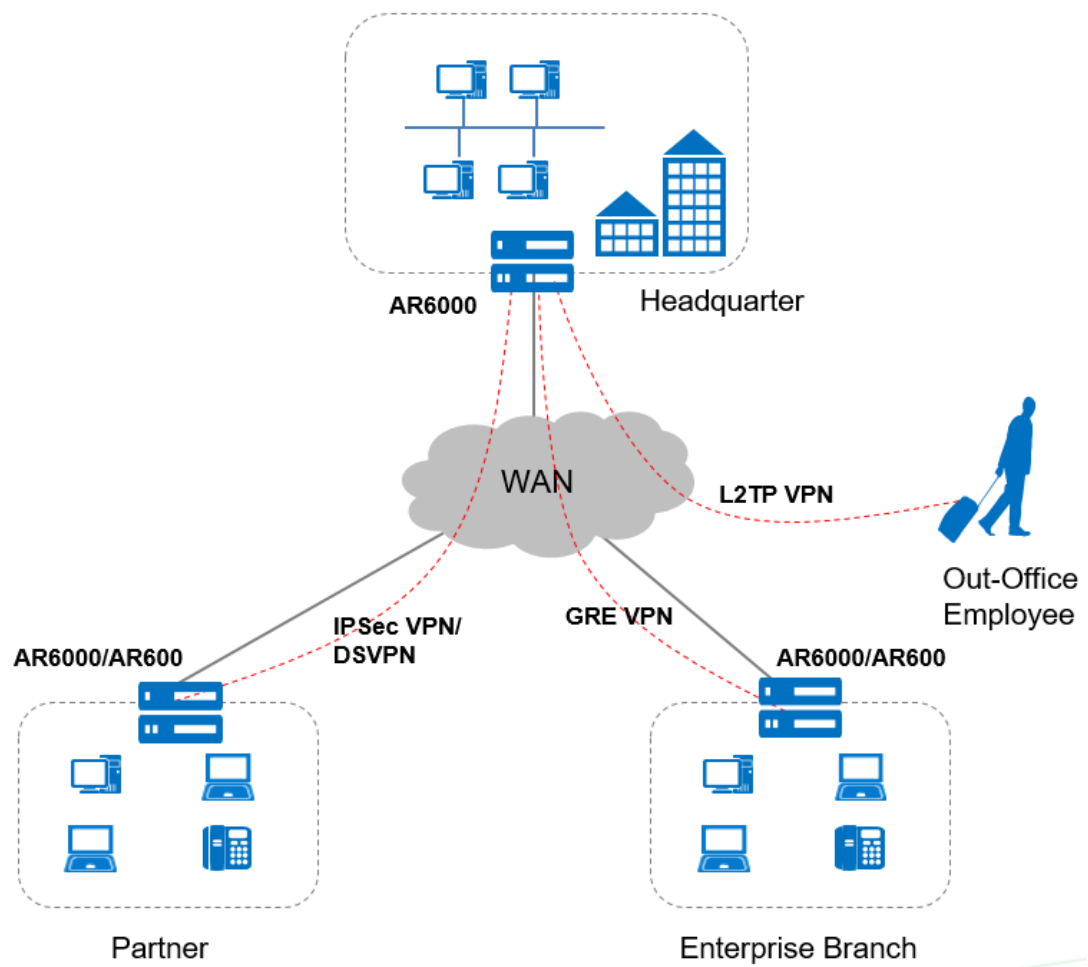 AR6000
Headquarter
WAN
L2TP VPN
Out-Office
Employee
IPSec VPN/
DSVPN
GRE VPN
AR6000/AR600
AR6000/AR600
Partner
Enterprise Branch